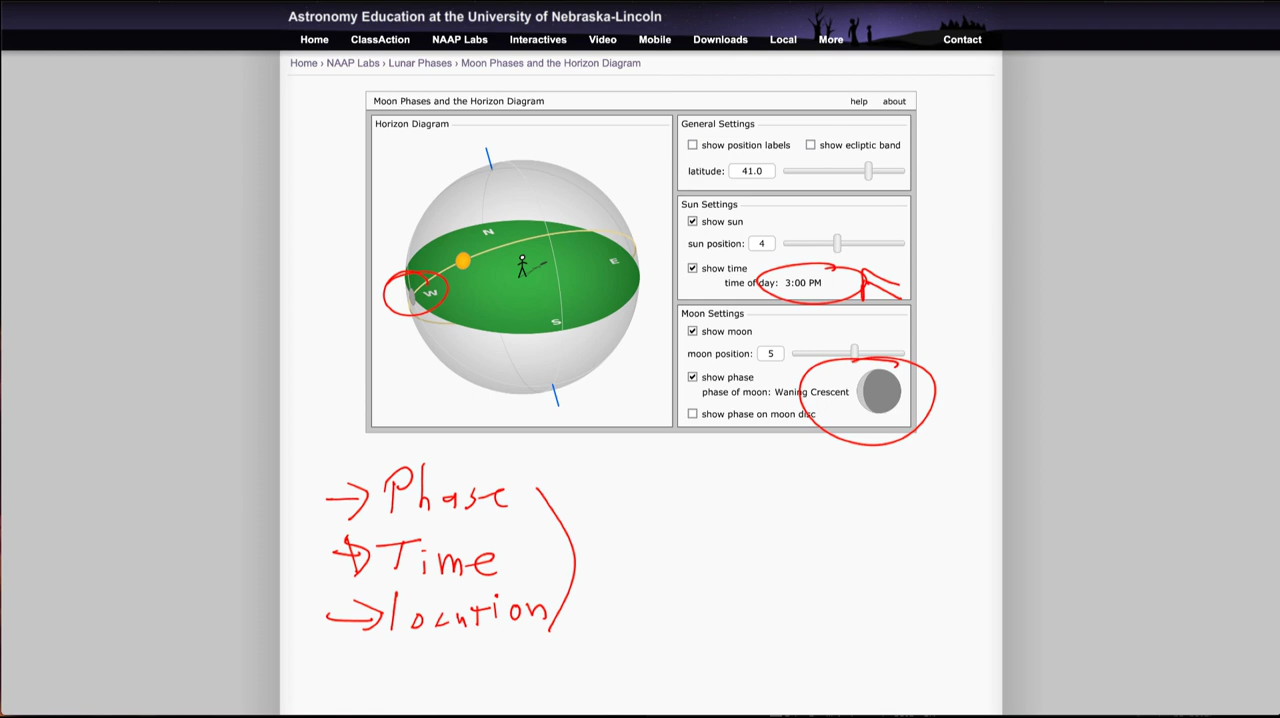 Astronomy Education at the University of Nebraska-Lincoln
Home ClassAction NAAP Labs Interactives Video Mobile Downloads Local More Contact
Home › NAAP Labs › Lunar Phases › Moon Phases and the Horizon Diagram
Moon Phases and the Horizon Diagram help about
Horizon Diagram
N
E
W
S
General Settings
show position labels show ecliptic band
latitude: 41.0
Sun Settings
show sun
sun position: 4
show time
time of day: 3:00 PM
Moon Settings
show moon
moon position: 5
show phase
phase of moon: Waning Crescent
show phase on moon disc
→ Phase
→ Time
→ location